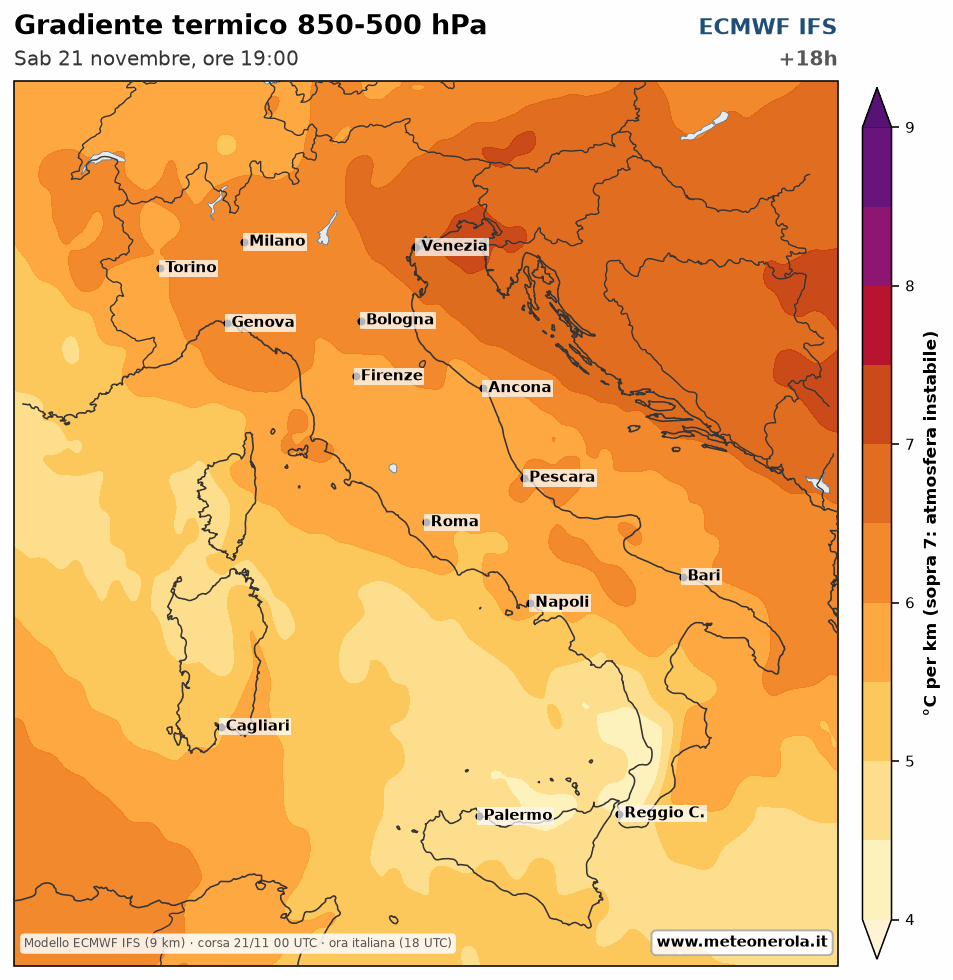 Gradiente termico 850-500 hPa
ECMWF IFS
Sab 21 novembre, ore 19:00
+18h
Milano
Venezia
Torino
Genova
Bologna
Firenze
Ancona
Pescara
Roma
Bari
Napoli
Cagliari
Palermo
Reggio C.
9
8
7
6
5
4
°C per km (sopra 7: atmosfera instabile)
Modello ECMWF IFS (9 km) · corsa 21/11 00 UTC · ora italiana (18 UTC)
www.meteonerola.it